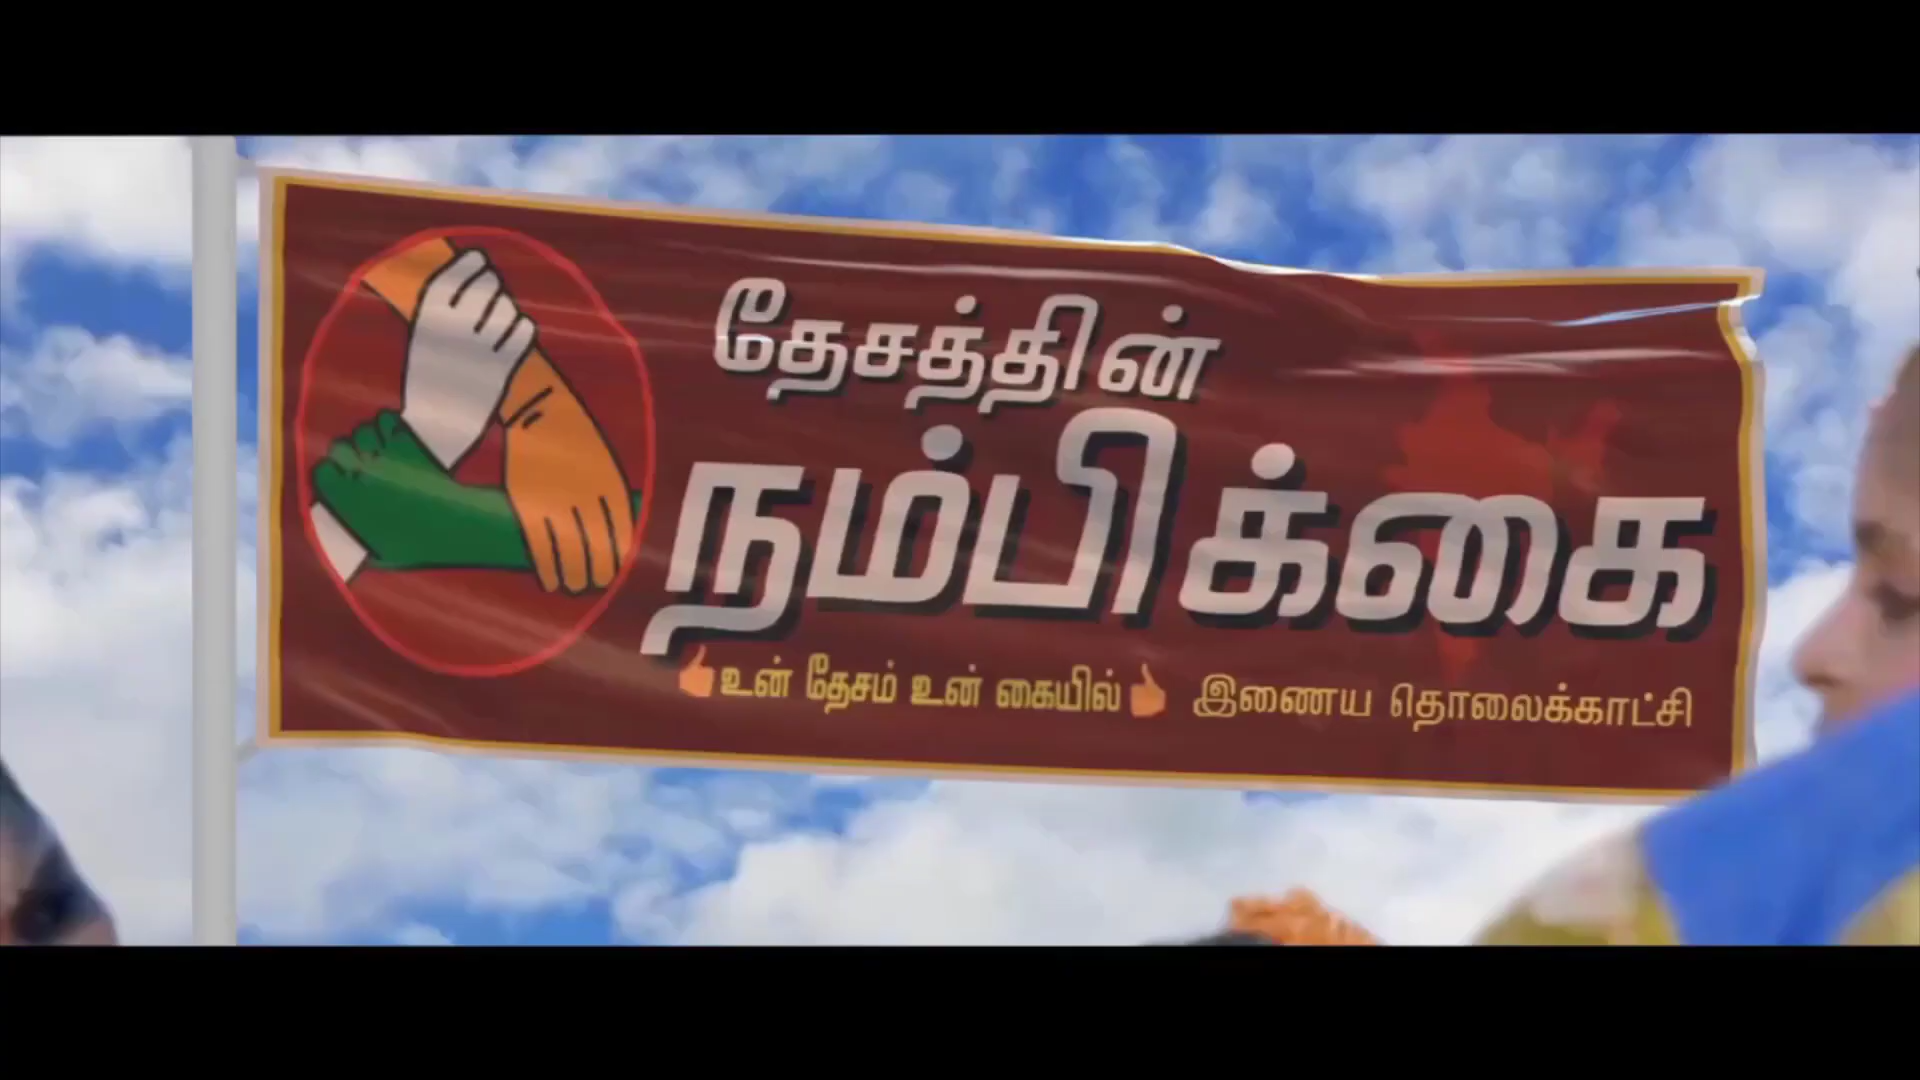 தேசத்தின்
நம்பிக்கை
உன் தேசம் உன் கையில் இணைய தொலைக்காட்சி